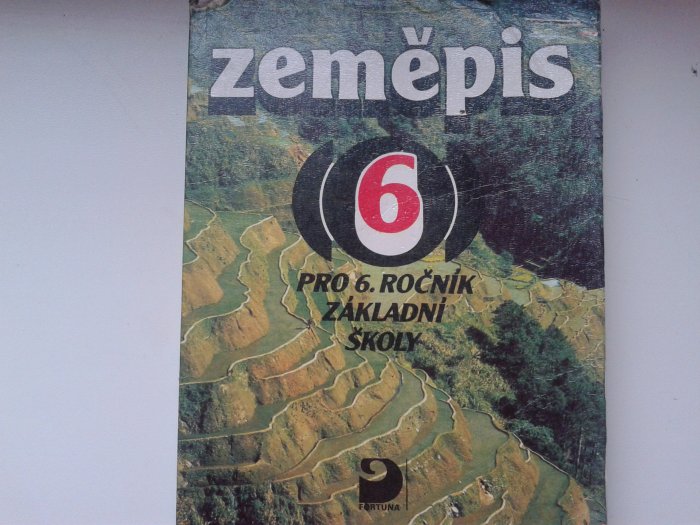 zeměpis
6
PRO 6. ROČNÍK
ZÁKLADNÍ
ŠKOLY
FORTUNA